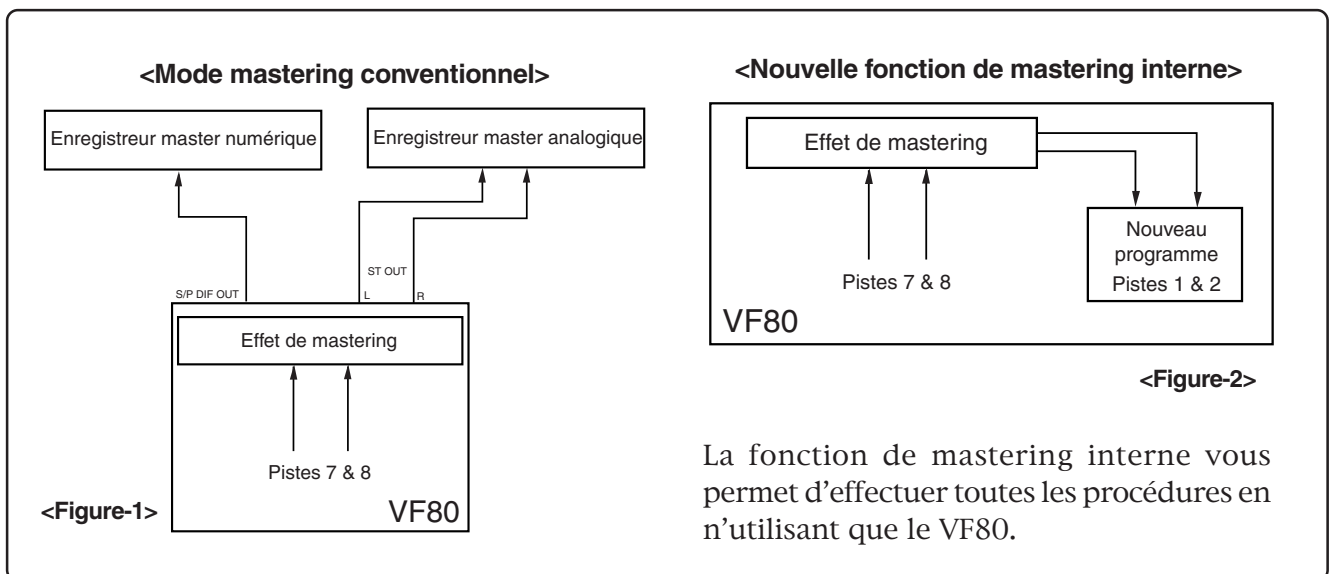 <Mode mastering conventionnel>
Enregistreur master numérique
Enregistreur master analogique
ST OUT
S/P DIF OUT
L
R
Effet de mastering
Pistes 7 & 8
VF80
<Figure-1>
<Nouvelle fonction de mastering interne>
Effet de mastering
Nouveau
programme
Pistes 1 & 2
Pistes 7 & 8
VF80
<Figure-2>
La fonction de mastering interne vous
permet d’effectuer toutes les procédures en
n’utilisant que le VF80.